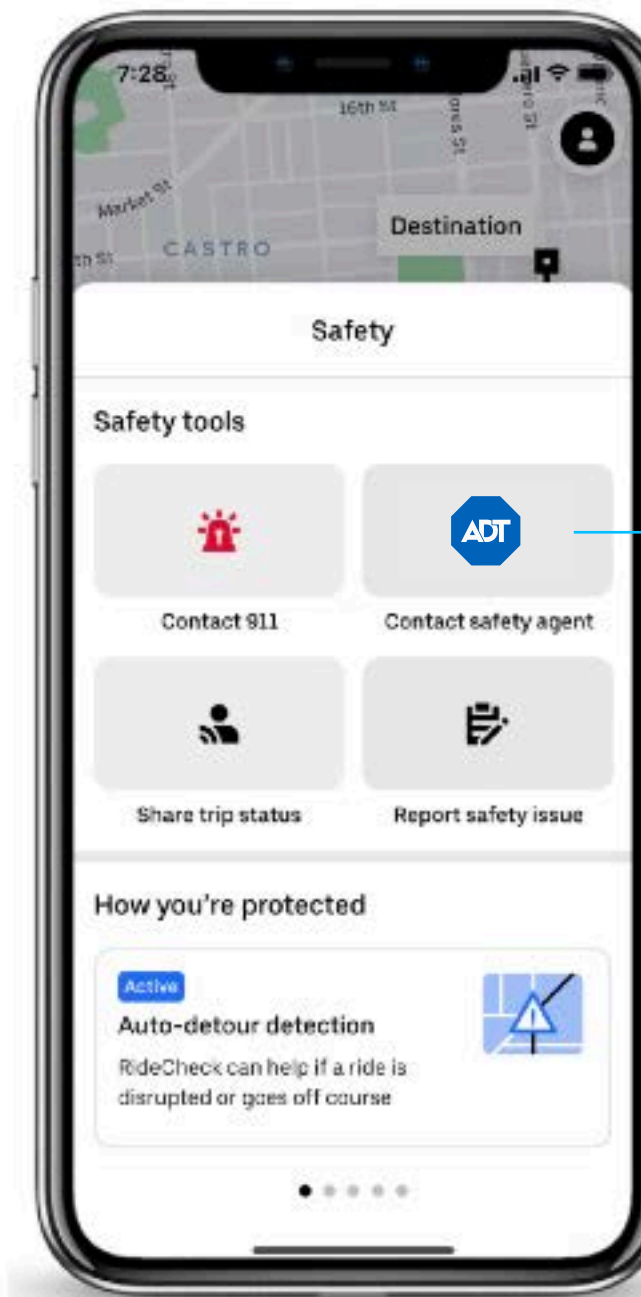 7:28
16th St
Market St
CASTRO
Destination
Safety
Safety tools
ADT
Contact 911
Contact safety agent
Share trip status
Report safety issue
How you're protected
Active
Auto-detour detection
RideCheck can help if a ride is
disrupted or goes off course